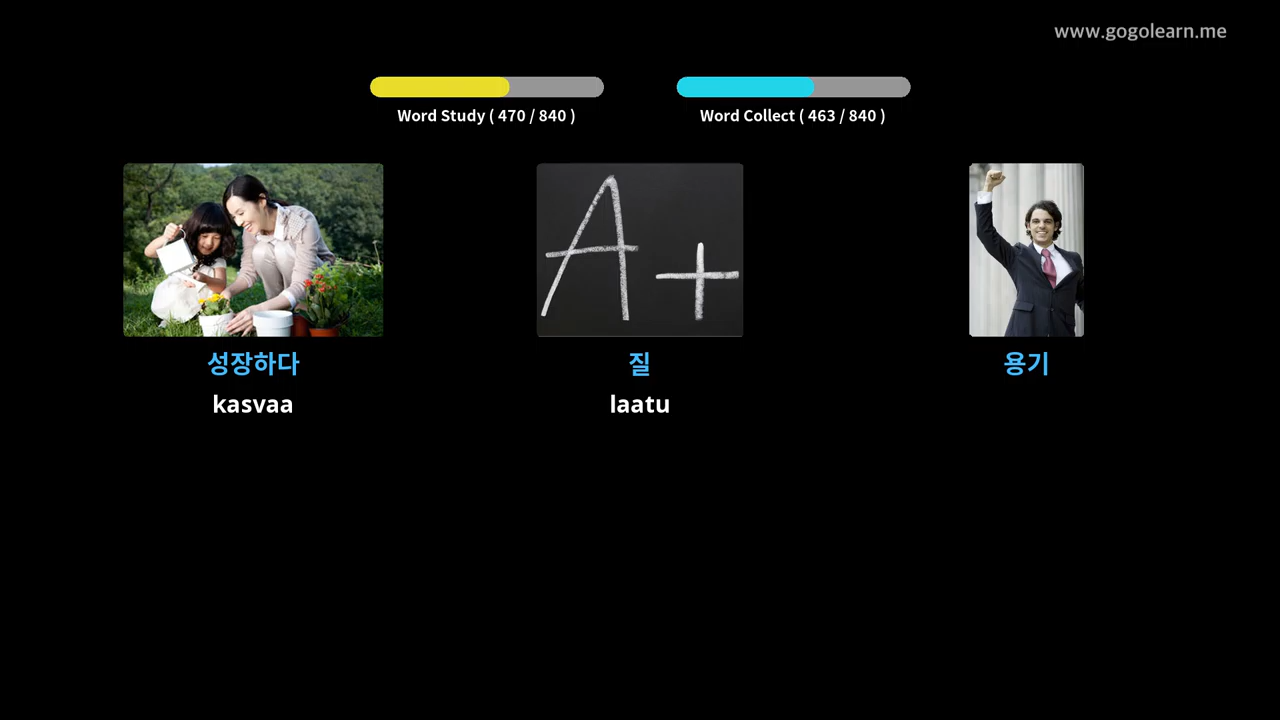 www.gogolearn.me
Word Study ( 470 / 840 )
Word Collect ( 463 / 840 )
A+
성장하다
질
용기
kasvaa
laatu